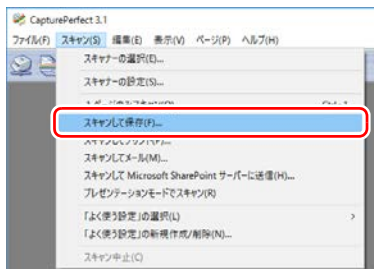 CapturePerfect 3.1
ファイル(F) スキャン(S) 編集(E) 表示(V) ページ(P) ヘルプ(H)
スキャナーの選択(E)...
スキャナーの設定(S)...
スキャンして保存(F)...
スキャンしてメール(M)...
スキャンして Microsoft SharePoint サーバーに送信(H)...
プレゼンテーションモードでスキャン(R)
「よく使う設定」の選択(L)
「よく使う設定」の新規作成/削除(N)...
スキャン中止(C)